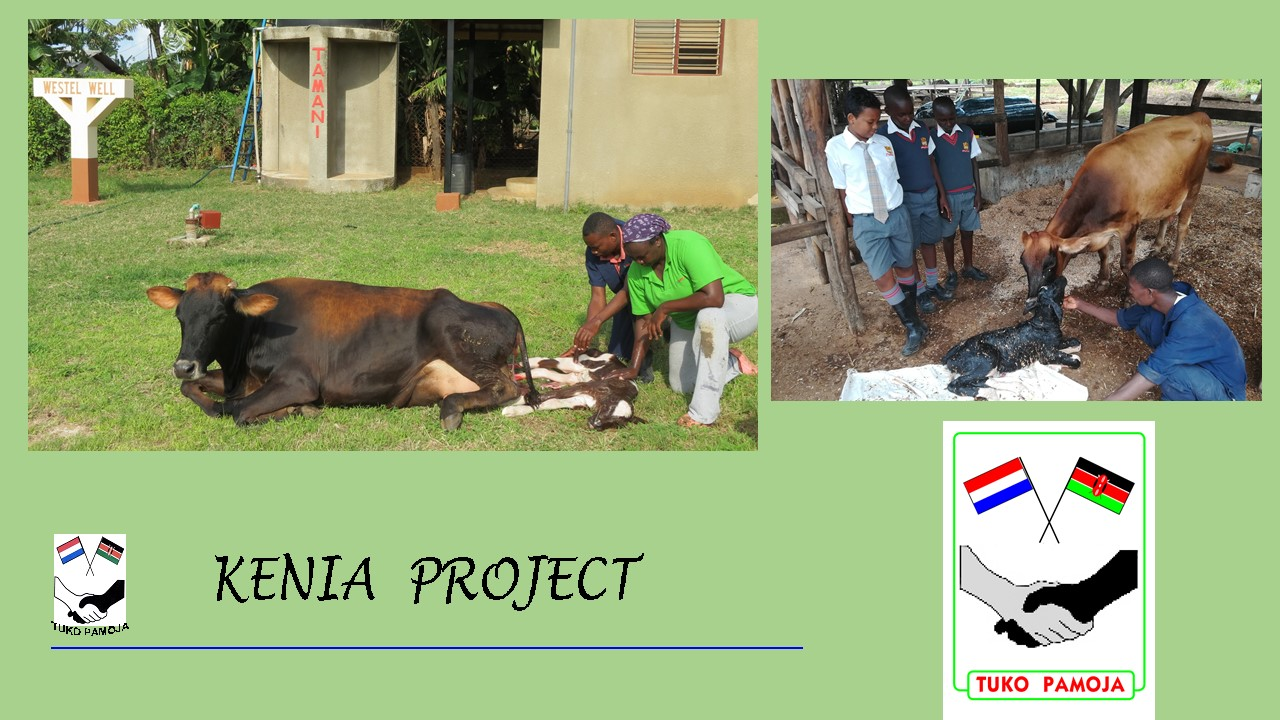 WESTEL WELL
TAMANI
KENIA PROJECT
TUKO PAMOJA
TUKO PAMOJA